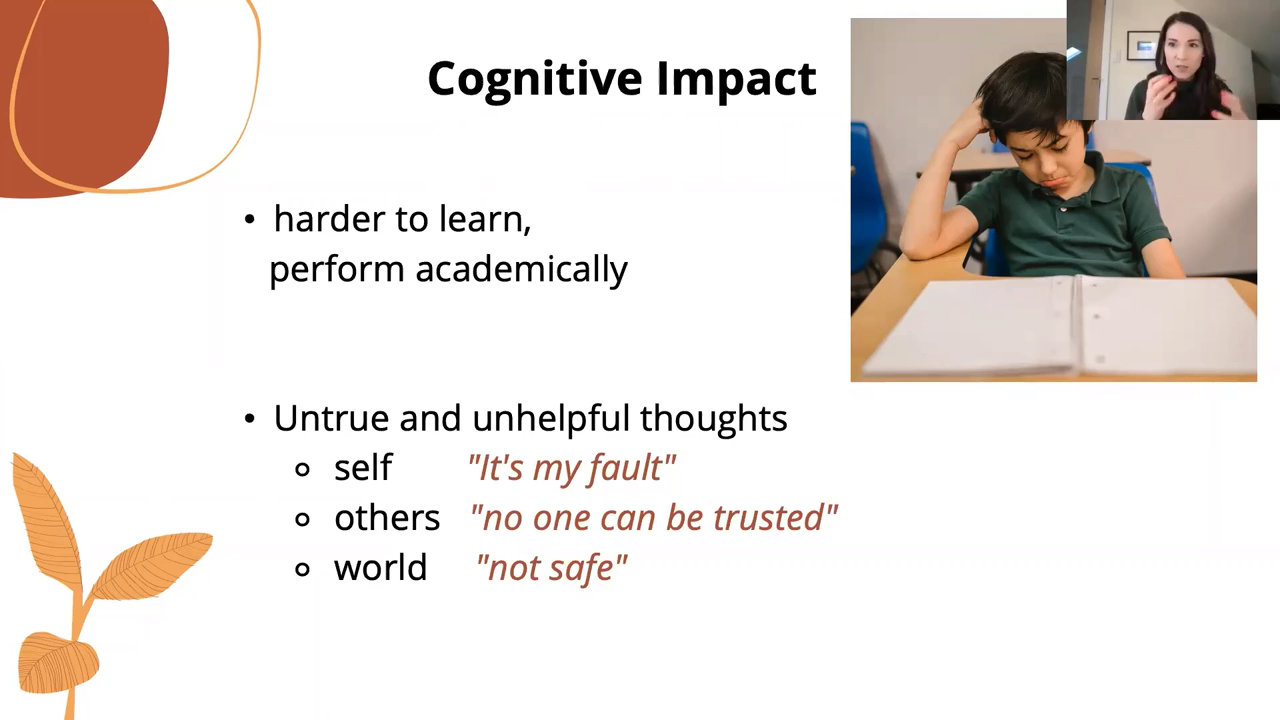 Cognitive Impact
• harder to learn,
perform academically
• Untrue and unhelpful thoughts
◦ self "It's my fault"
◦ others "no one can be trusted"
◦ world "not safe"